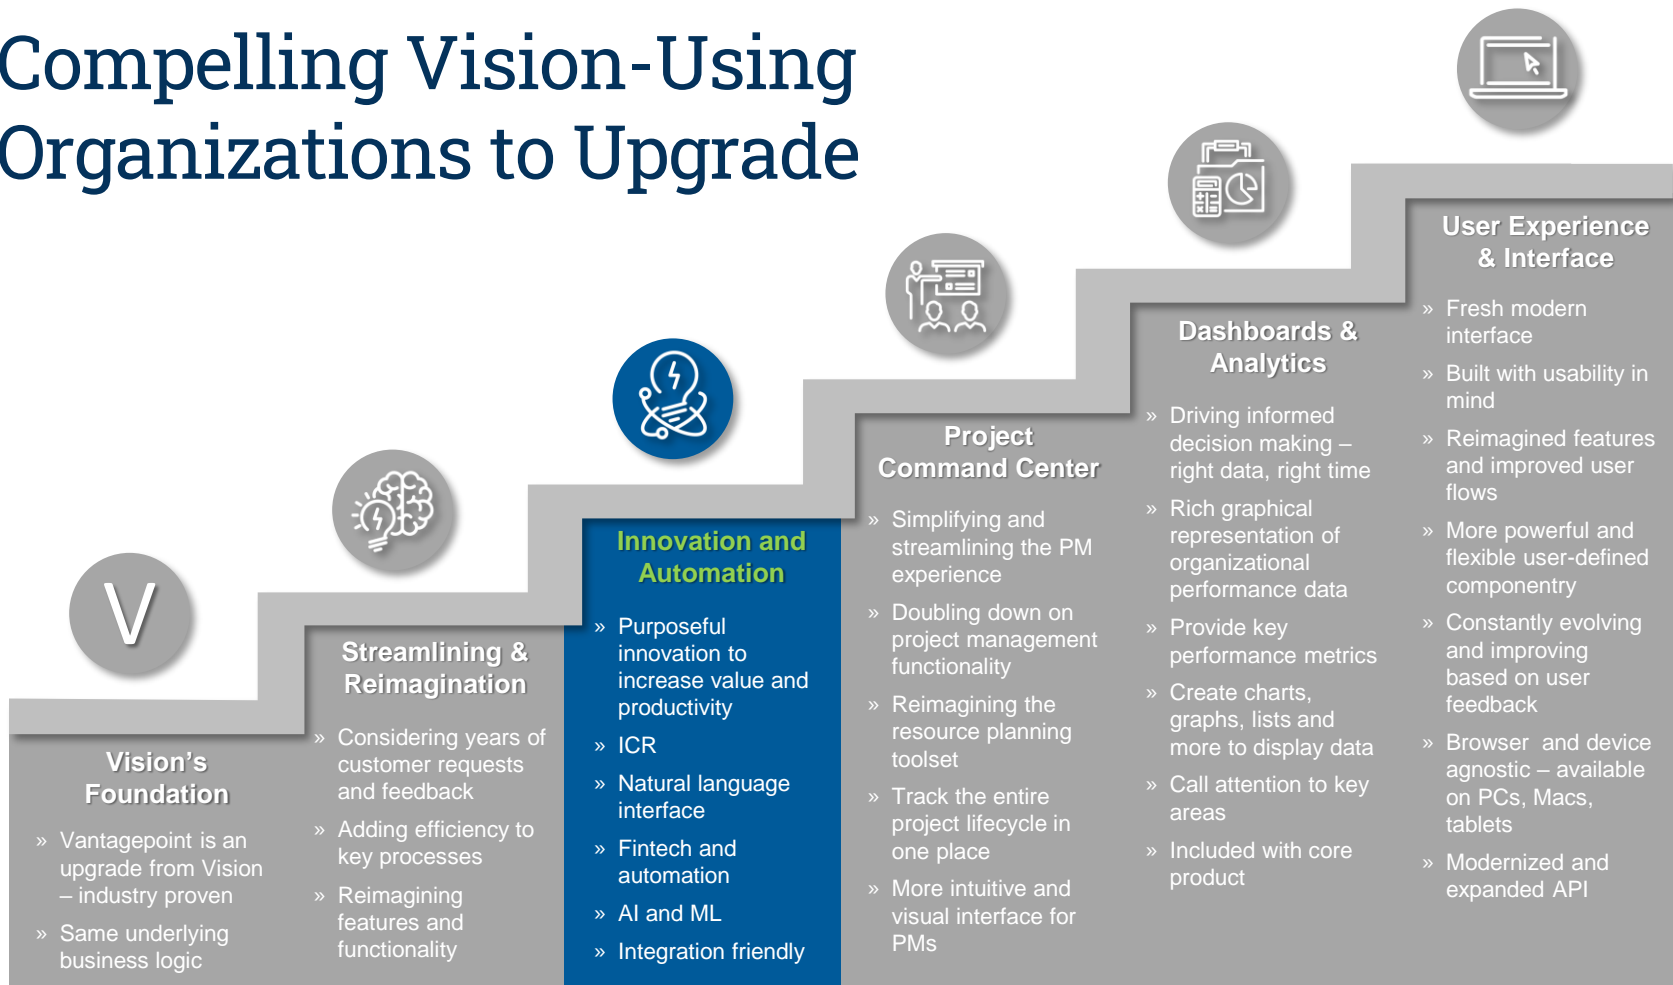 Compelling Vision-Using
Organizations to Upgrade
V
Vision's
Foundation
» Vantagepoint is an
upgrade from Vision
– industry proven
» Same underlying
business logic
Streamlining &
Reimagination
» Considering years of
customer requests
and feedback
» Adding efficiency to
key processes
» Reimagining
features and
functionality
Innovation and
Automation
» Purposeful
innovation to
increase value and
productivity
» ICR
» Natural language
interface
» Fintech and
automation
» AI and ML
» Integration friendly
Project
Command Center
» Simplifying and
streamlining the PM
experience
» Doubling down on
project management
functionality
» Reimagining the
resource planning
toolset
» Track the entire
project lifecycle in
one place
» More intuitive and
visual interface for
PMs
Dashboards &
Analytics
» Driving informed
decision making –
right data, right time
» Rich graphical
representation of
organizational
performance data
» Provide key
performance metrics
» Create charts,
graphs, lists and
more to display data
» Call attention to key
areas
» Included with core
product
User Experience
& Interface
» Fresh modern
interface
» Built with usability in
mind
» Reimagined features
and improved user
flows
» More powerful and
flexible user-defined
componentry
» Constantly evolving
and improving
based on user
feedback
» Browser and device
agnostic – available
on PCs, Macs,
tablets
» Modernized and
expanded API